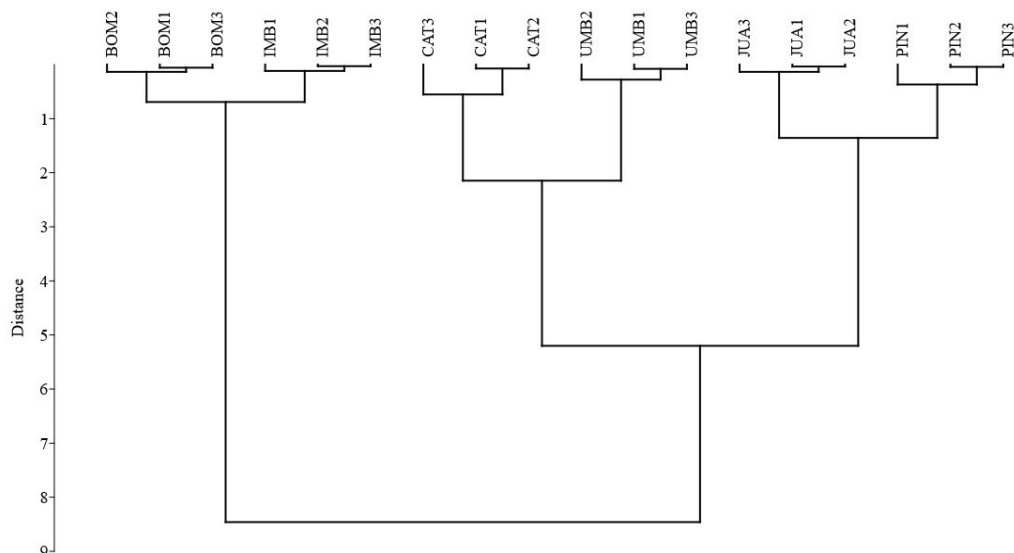 BOM2
BOM1
BOM3
IMB1
IMB2
IMB3
CAT3
CAT1
CAT2
UMB2
UMB1
UMB3
JUA3
JUA1
JUA2
PIN1
PIN2
PIN3
1
2
3
4
5
6
7
8
9
Distance